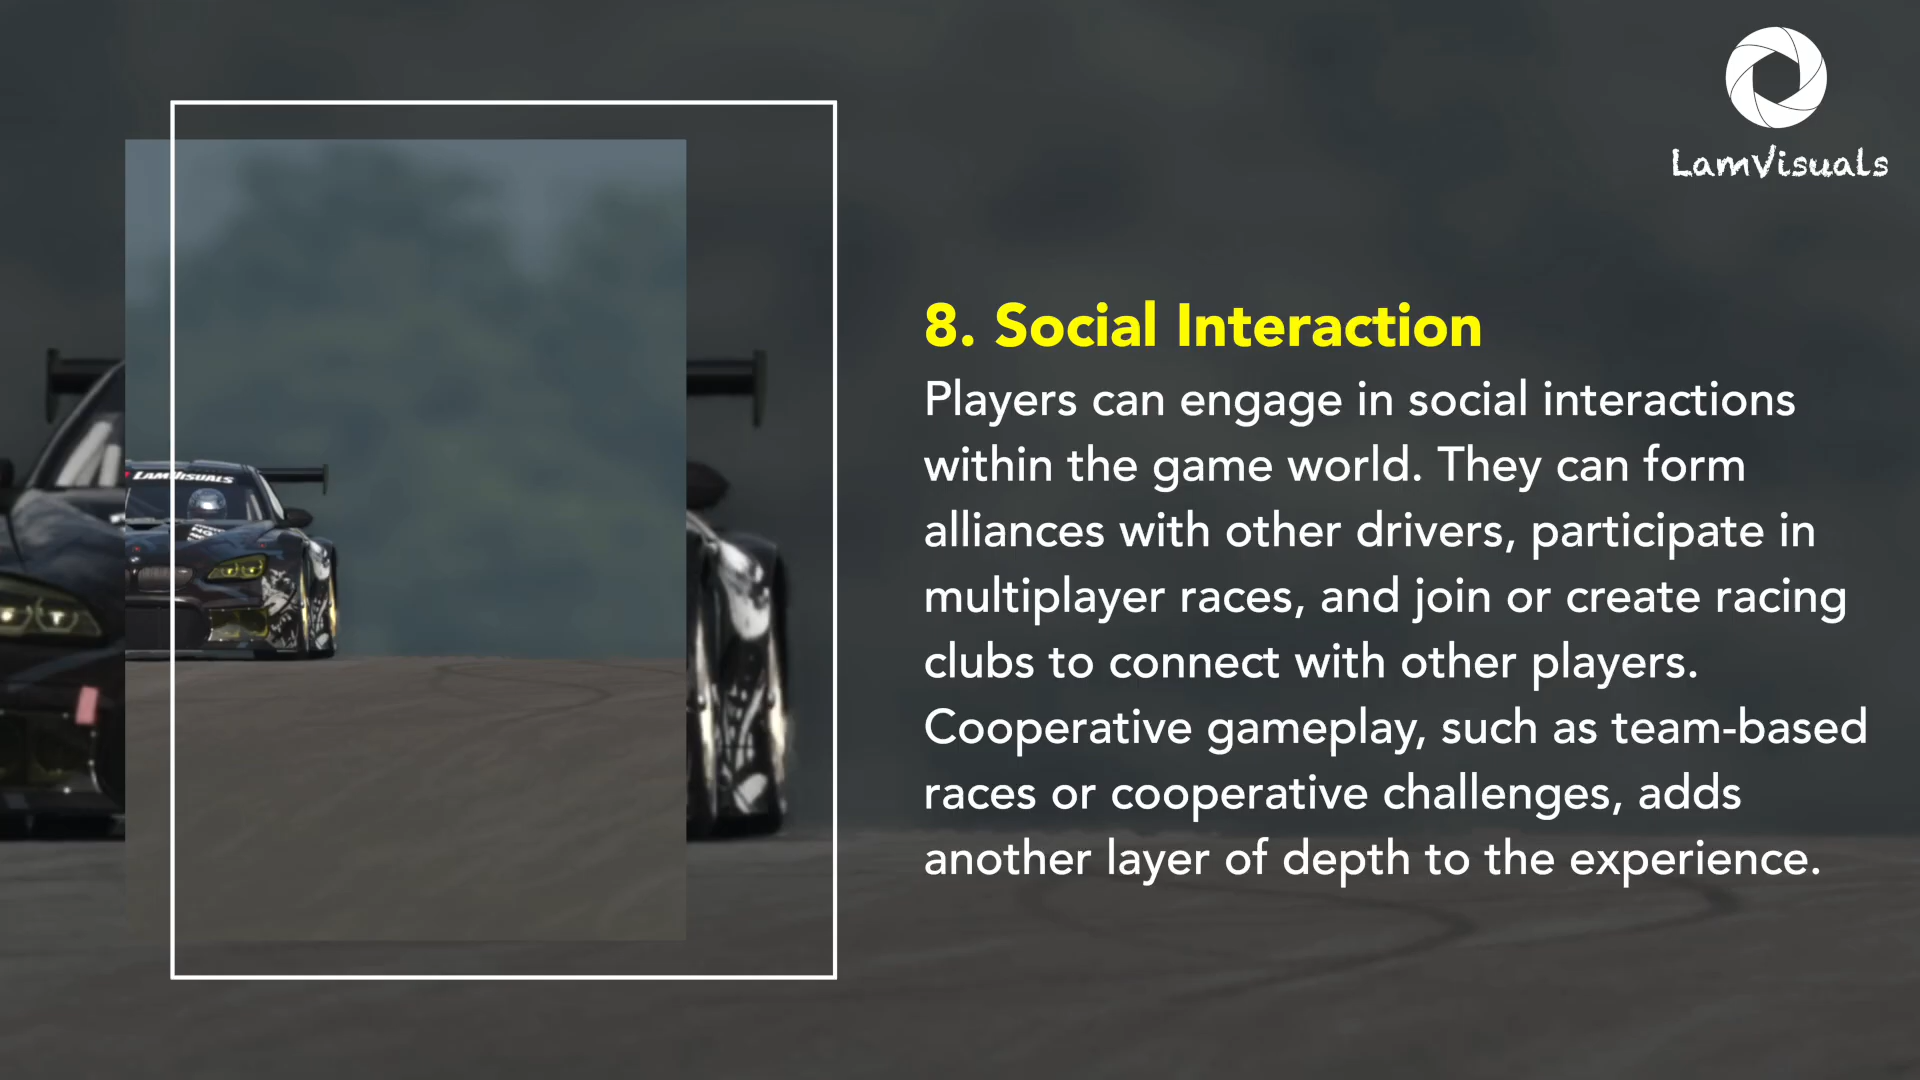 LamVisuals
8. Social Interaction
Players can engage in social interactions
within the game world. They can form
alliances with other drivers, participate in
multiplayer races, and join or create racing
clubs to connect with other players.
Cooperative gameplay, such as team-based
races or cooperative challenges, adds
another layer of depth to the experience.
LAMVISUALS